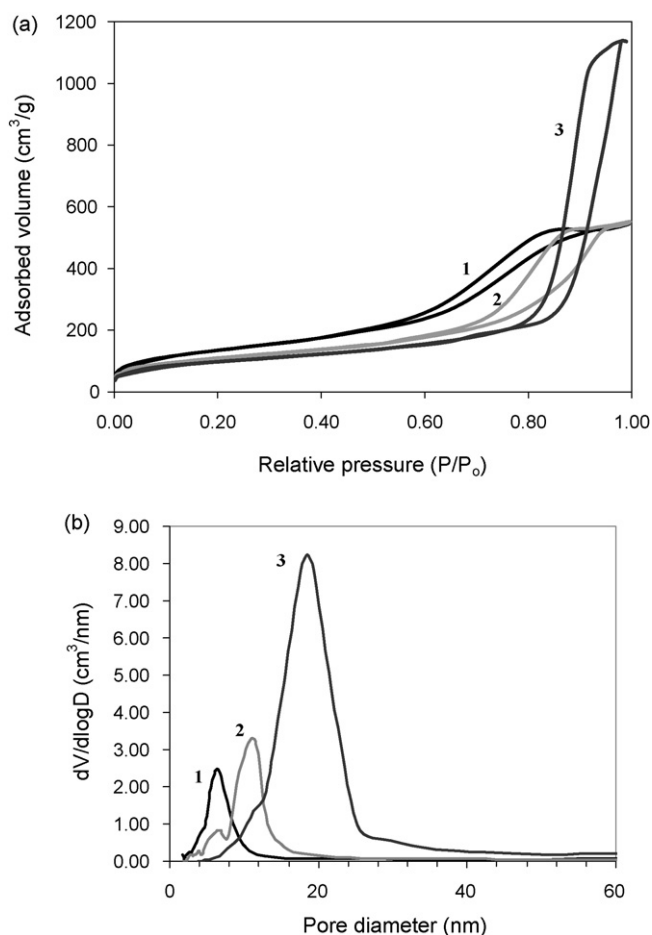 (a)
1200
1000
800
600
400
200
0
Adsorbed volume (cm³/g)
3
1
2
0.00 0.20 0.40 0.60 0.80 1.00
Relative pressure (P/Pₒ)
(b)
9.00
8.00
7.00
6.00
5.00
4.00
3.00
2.00
1.00
0.00
dV/dlogD (cm³/nm)
3
2
1
0 20 40 60
Pore diameter (nm)